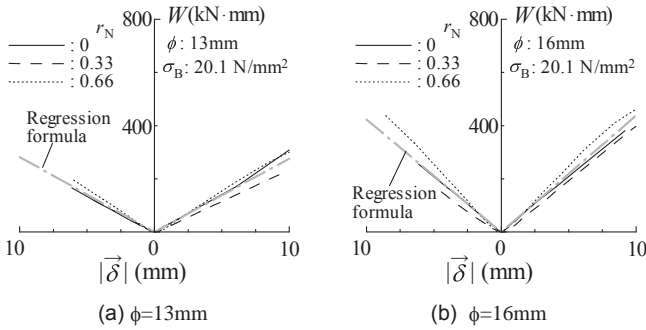 r_N
: 0
: 0.33
: 0.66
800
W(kN·mm)
ϕ : 13mm
σ_B : 20.1 N/mm²
400
Regression
formula
10
0
10
|δ⃗| (mm)
(a) ϕ=13mm
r_N
: 0
: 0.33
: 0.66
800
W(kN·mm)
ϕ : 16mm
σ_B : 20.1 N/mm²
400
Regression
formula
10
0
10
|δ⃗| (mm)
(b) ϕ=16mm